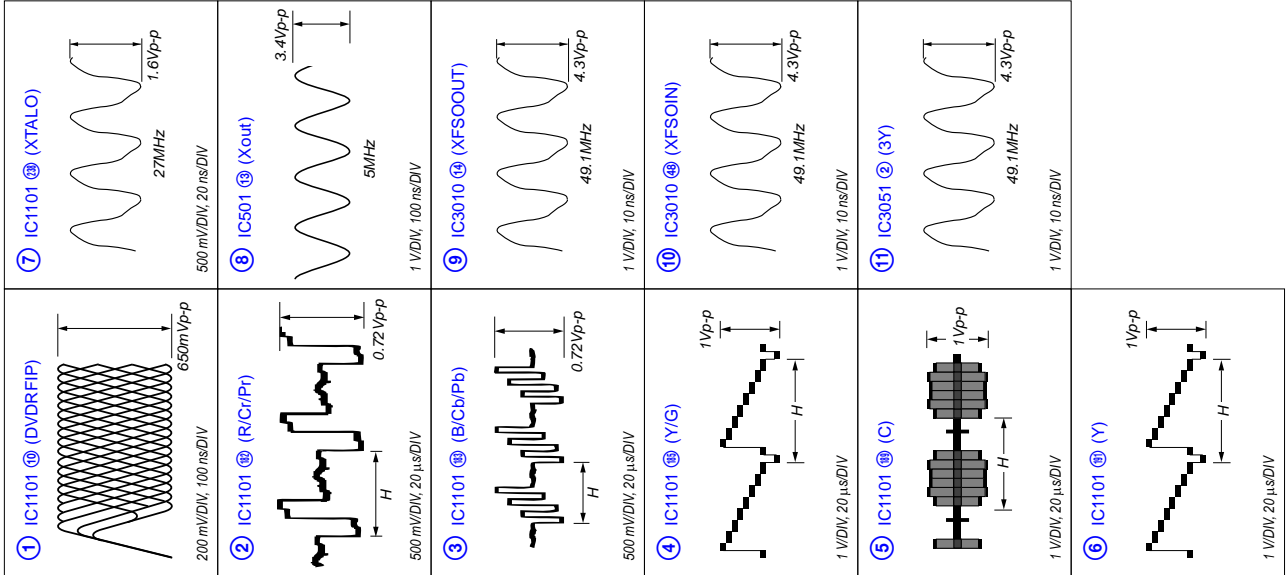 ① IC1101 ⑩ (DVDRFIP)
650mVp-p
200 mV/DIV, 100 ns/DIV
② IC1101 (182) (R/Cr/Pr)
0.72Vp-p
H
500 mV/DIV, 20 µs/DIV
③ IC1101 (183) (B/Cb/Pb)
0.72Vp-p
H
500 mV/DIV, 20 µs/DIV
④ IC1101 (185) (Y/G)
1Vp-p
H
1 V/DIV, 20 µs/DIV
⑤ IC1101 (189) (C)
1Vp-p
H
1 V/DIV, 20 µs/DIV
⑥ IC1101 (191) (Y)
1Vp-p
H
1 V/DIV, 20 µs/DIV
⑦ IC1101 (238) (XTALO)
1.6Vp-p
27MHz
500 mV/DIV, 20 ns/DIV
⑧ IC501 ⑬ (Xout)
3.4Vp-p
5MHz
1 V/DIV, 100 ns/DIV
⑨ IC3010 ⑭ (XFSOOUT)
4.3Vp-p
49.1MHz
1 V/DIV, 10 ns/DIV
⑩ IC3010 ㊽ (XFSOIN)
4.3Vp-p
49.1MHz
1 V/DIV, 10 ns/DIV
⑪ IC3051 ② (3Y)
4.3Vp-p
49.1MHz
1 V/DIV, 10 ns/DIV